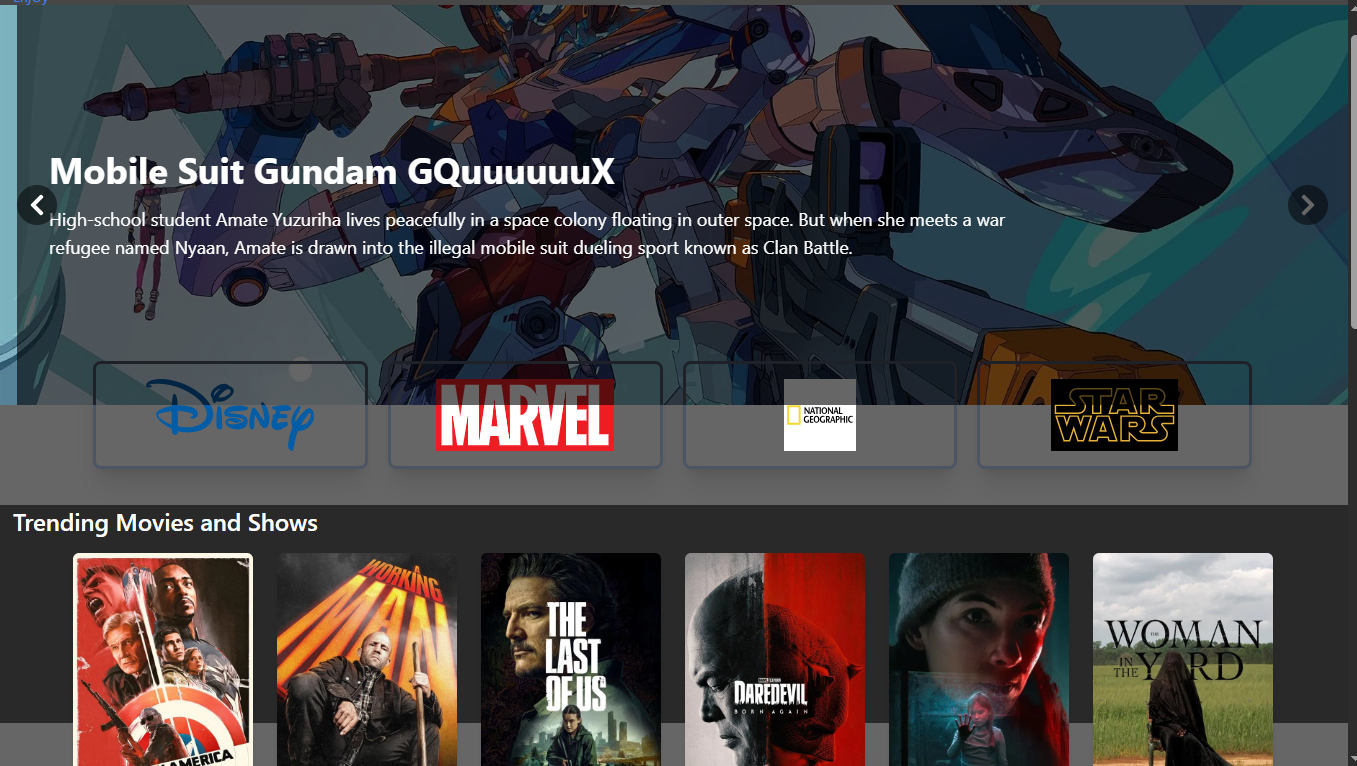 Enjoy
Mobile Suit Gundam GQuuuuuuX
High-school student Amate Yuzuriha lives peacefully in a space colony floating in outer space. But when she meets a war
refugee named Nyaan, Amate is drawn into the illegal mobile suit dueling sport known as Clan Battle.
Disney
MARVEL
NATIONAL
GEOGRAPHIC
STAR
WARS
Trending Movies and Shows
A
WORKING
MAN
THE
LAST
OF US
DAREDEVIL
BORN AGAIN
THE
WOMAN
IN THE YARD
AMERICA